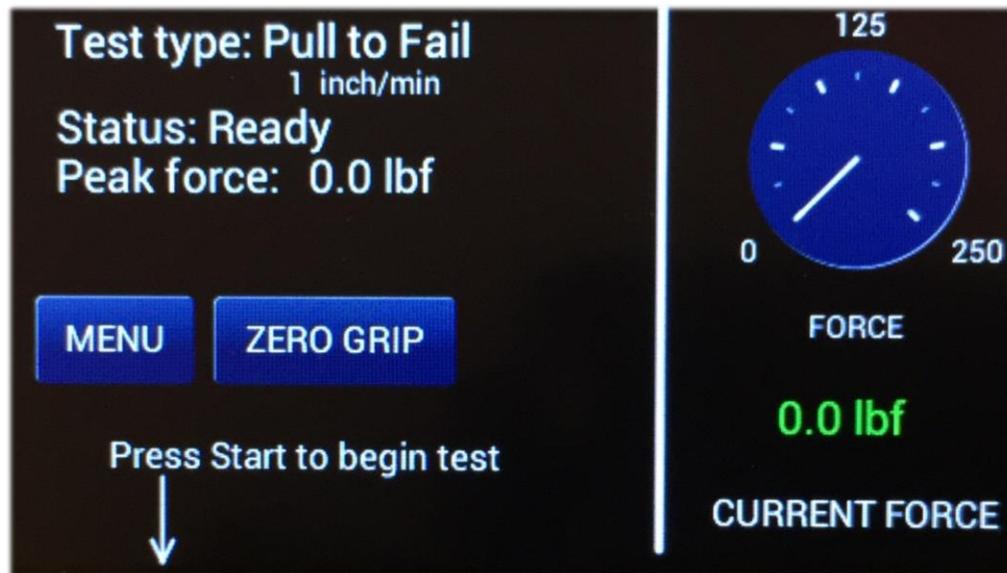 Test type: Pull to Fail
1 inch/min
Status: Ready
Peak force: 0.0 lbf
MENU
ZERO GRIP
Press Start to begin test
125
0
250
FORCE
0.0 lbf
CURRENT FORCE